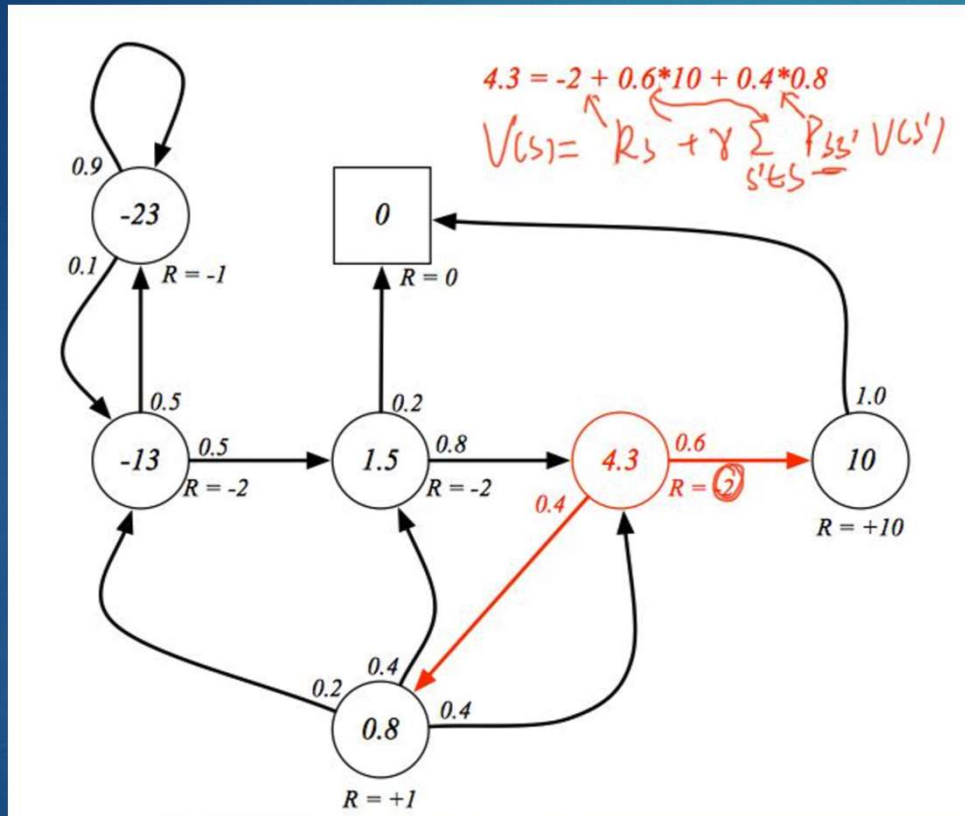 4.3 = -2 + 0.6*10 + 0.4*0.8
V(s) = Rs + γ Σ Pss' V(s')
s'∈S
0.9
-23
0
0.1
R = -1
R = 0
0.5
0.2
1.0
-13
0.5
1.5
0.8
4.3
0.6
10
R = -2
R = -2
R = -2
0.4
R = +10
0.4
0.2
0.4
0.8
R = +1